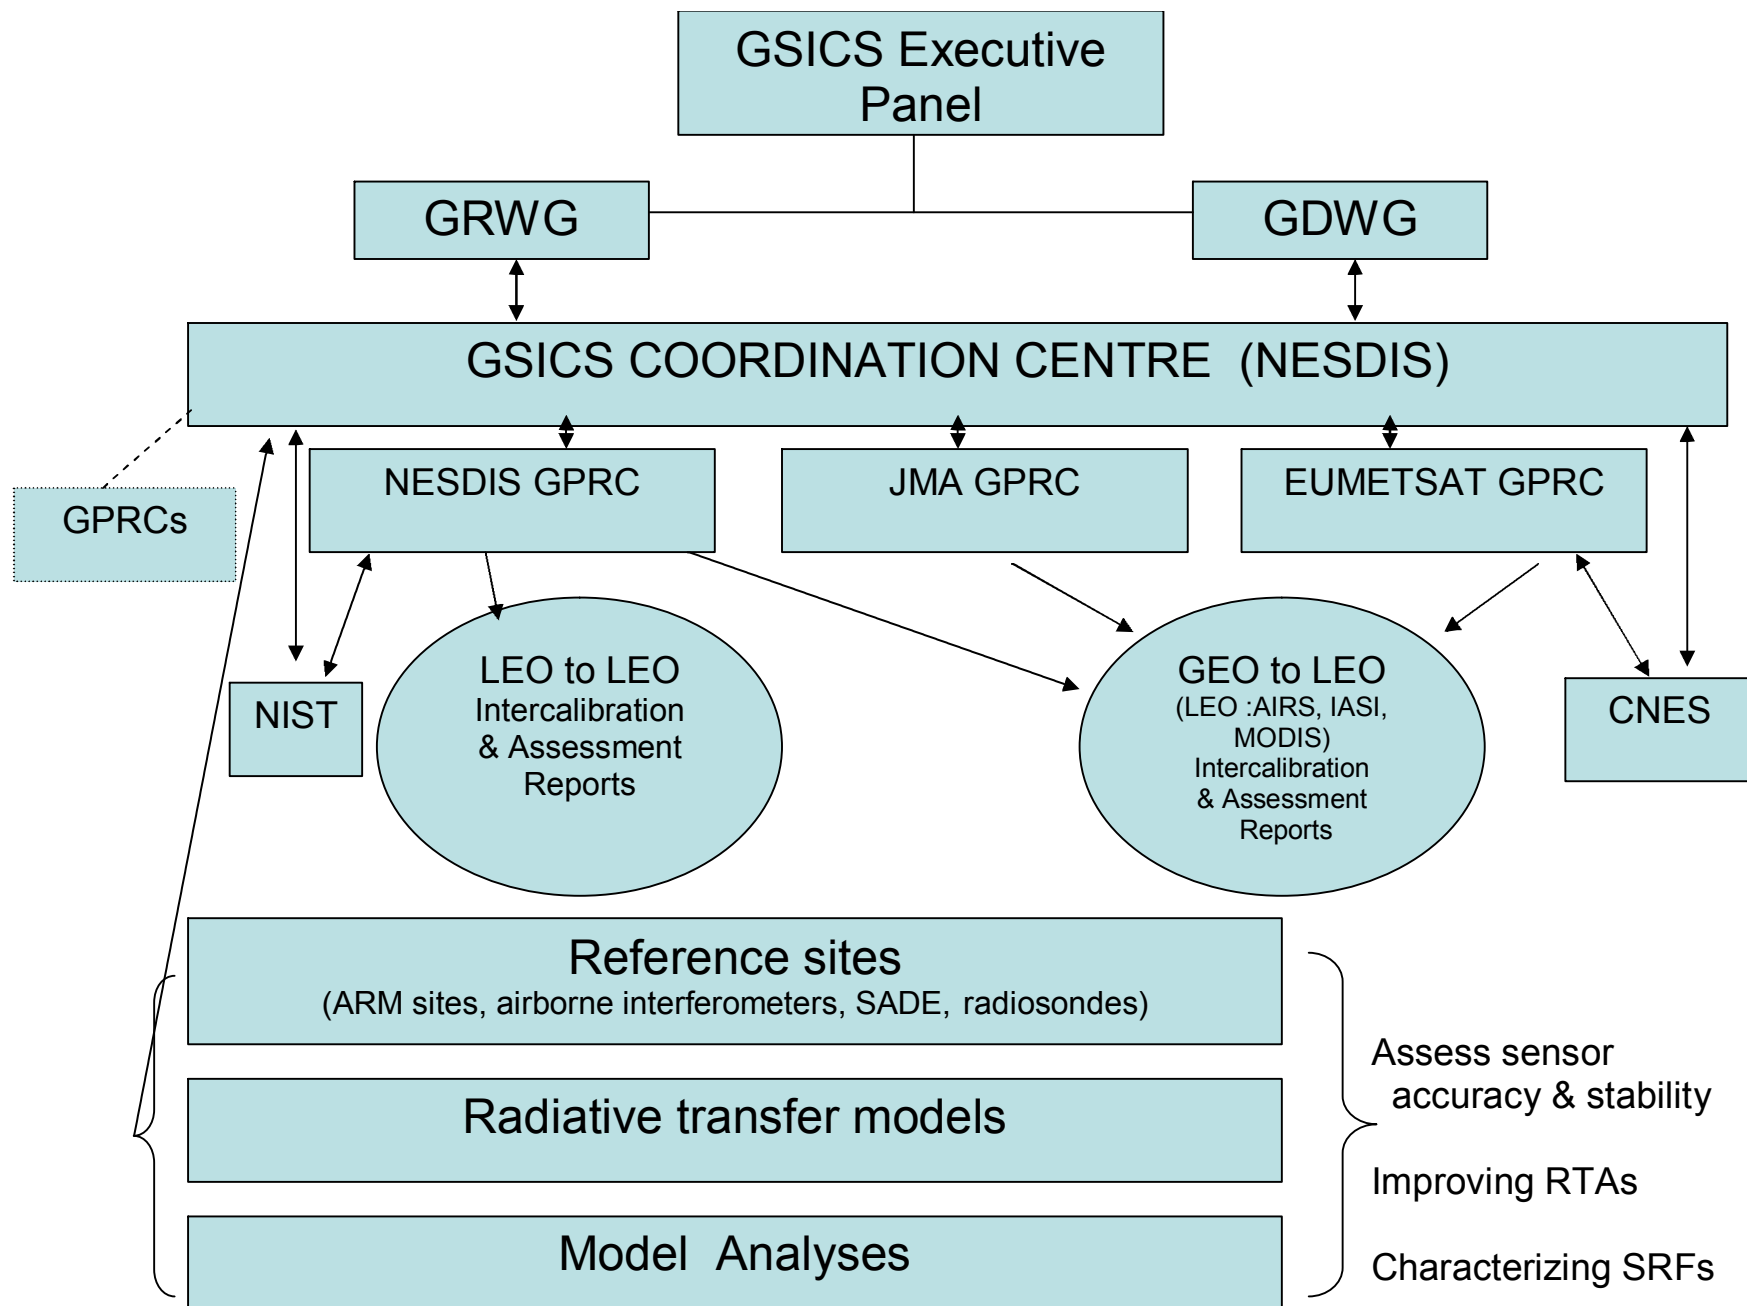 GSICS Executive
Panel
GRWG
GDWG
GSICS COORDINATION CENTRE (NESDIS)
GPRCs
NESDIS GPRC
JMA GPRC
EUMETSAT GPRC
NIST
LEO to LEO
Intercalibration
& Assessment
Reports
GEO to LEO
(LEO :AIRS, IASI,
MODIS)
Intercalibration
& Assessment
Reports
CNES
Reference sites
(ARM sites, airborne interferometers, SADE, radiosondes)
Radiative transfer models
Model Analyses
Assess sensor
accuracy & stability
Improving RTAs
Characterizing SRFs